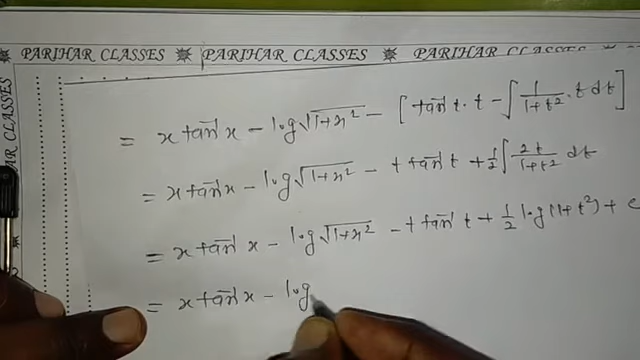 PARIHAR CLASSES ✷ PARIHAR CLASSES ✷ PARIHAR CLASSES
= x tan⁻¹x - log√(1+x²) - [tan⁻¹t · t - ∫ 1/(1+t²) · t dt]
= x tan⁻¹x - log√(1+x²) - t tan⁻¹t + 1/2 ∫ 2t/(1+t²) dt
= x tan⁻¹x - log√(1+x²) - t tan⁻¹t + 1/2 log(1+t²) + c
= x tan⁻¹x - log